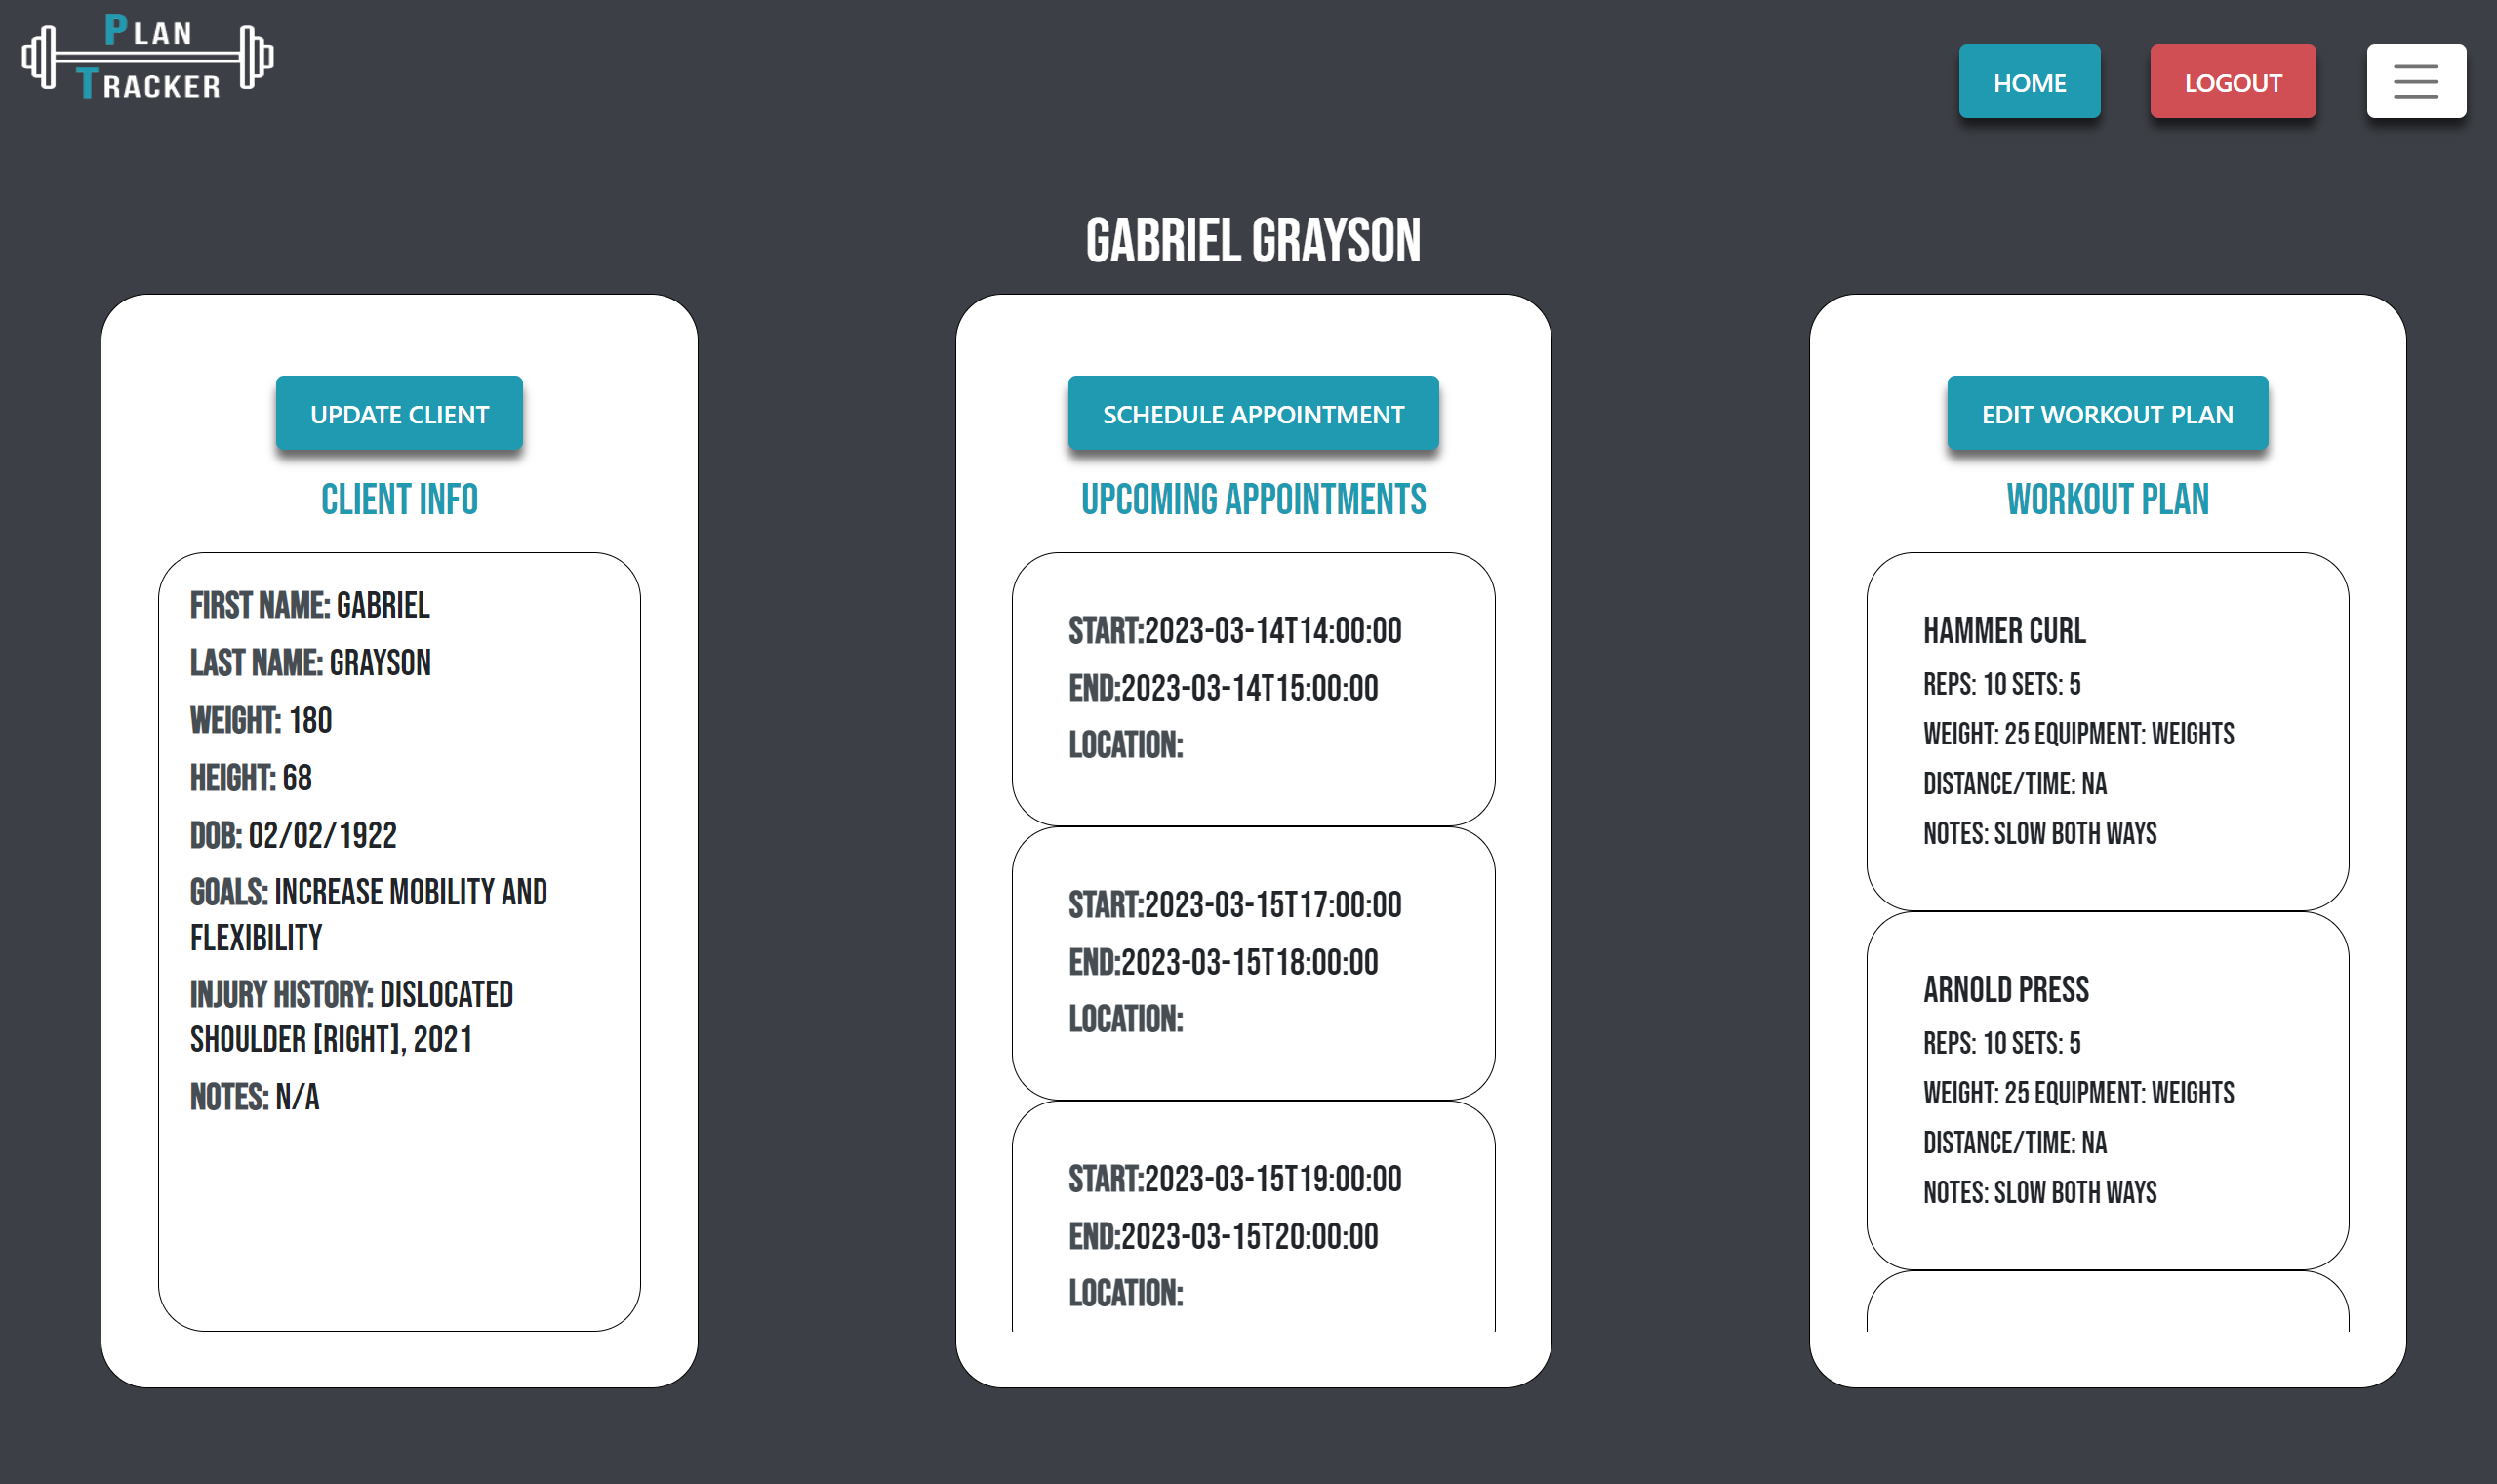 PLAN
TRACKER
HOME
LOGOUT
GABRIEL GRAYSON
UPDATE CLIENT
CLIENT INFO
FIRST NAME: GABRIEL
LAST NAME: GRAYSON
WEIGHT: 180
HEIGHT: 68
DOB: 02/02/1922
GOALS: INCREASE MOBILITY AND
FLEXIBILITY
INJURY HISTORY: DISLOCATED
SHOULDER [RIGHT], 2021
NOTES: N/A
SCHEDULE APPOINTMENT
UPCOMING APPOINTMENTS
START:2023-03-14T14:00:00
END:2023-03-14T15:00:00
LOCATION:
START:2023-03-15T17:00:00
END:2023-03-15T18:00:00
LOCATION:
START:2023-03-15T19:00:00
END:2023-03-15T20:00:00
LOCATION:
EDIT WORKOUT PLAN
WORKOUT PLAN
HAMMER CURL
REPS: 10 SETS: 5
WEIGHT: 25 EQUIPMENT: WEIGHTS
DISTANCE/TIME: NA
NOTES: SLOW BOTH WAYS
ARNOLD PRESS
REPS: 10 SETS: 5
WEIGHT: 25 EQUIPMENT: WEIGHTS
DISTANCE/TIME: NA
NOTES: SLOW BOTH WAYS